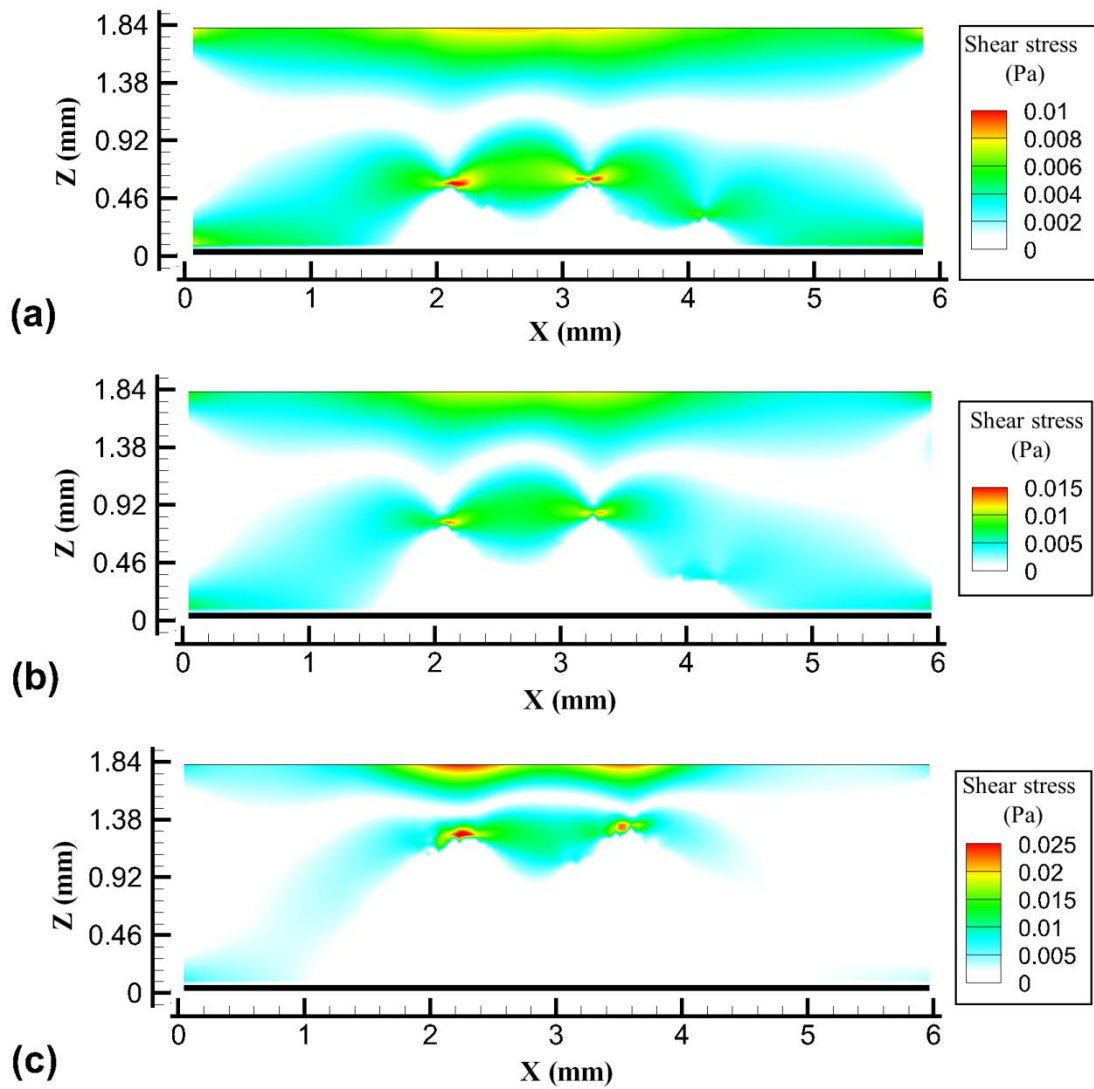 1.84
1.38
0.92
0.46
0
Z (mm)
0 1 2 3 4 5 6
X (mm)
(a)
Shear stress
(Pa)
0.01
0.008
0.006
0.004
0.002
0
1.84
1.38
0.92
0.46
0
Z (mm)
0 1 2 3 4 5 6
X (mm)
(b)
Shear stress
(Pa)
0.015
0.01
0.005
0
1.84
1.38
0.92
0.46
0
Z (mm)
0 1 2 3 4 5 6
X (mm)
(c)
Shear stress
(Pa)
0.025
0.02
0.015
0.01
0.005
0